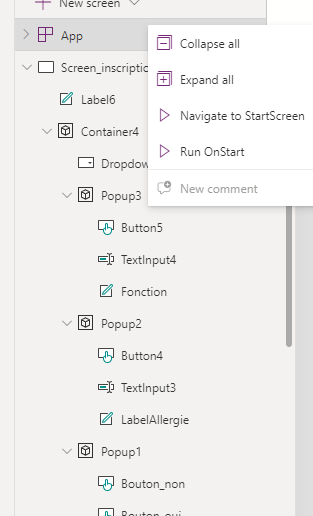 New screen
App
Collapse all
Screen_inscriptio
Expand all
Label6
Navigate to StartScreen
Container4
Run OnStart
Dropdow
New comment
Popup3
Button5
TextInput4
Fonction
Popup2
Button4
TextInput3
LabelAllergie
Popup1
Bouton_non
Bouton_oui